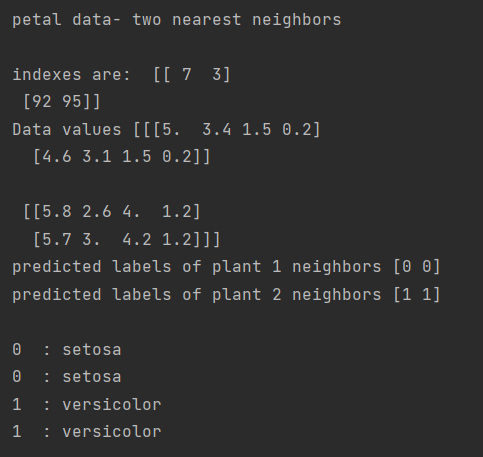 petal data- two nearest neighbors
indexes are:  [[ 7  3]
 [92 95]]
Data values [[[5.  3.4 1.5 0.2]
  [4.6 3.1 1.5 0.2]]
 [[5.8 2.6 4.  1.2]
  [5.7 3.  4.2 1.2]]]
predicted labels of plant 1 neighbors [0 0]
predicted labels of plant 2 neighbors [1 1]
0  : setosa
0  : setosa
1  : versicolor
1  : versicolor